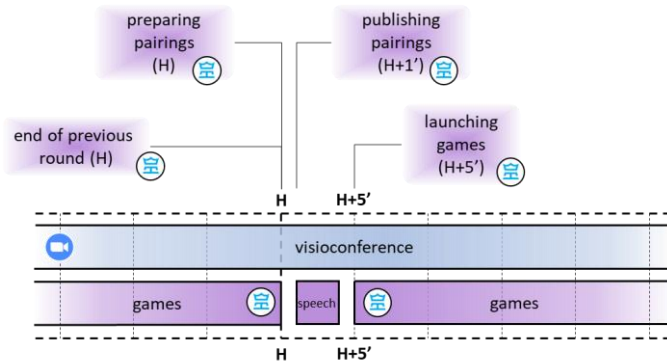 preparing
pairings
(H)
publishing
pairings
(H+1’)
end of previous
round (H)
launching
games
(H+5’)
H
H+5’
visioconference
games
speech
games
H
H+5’